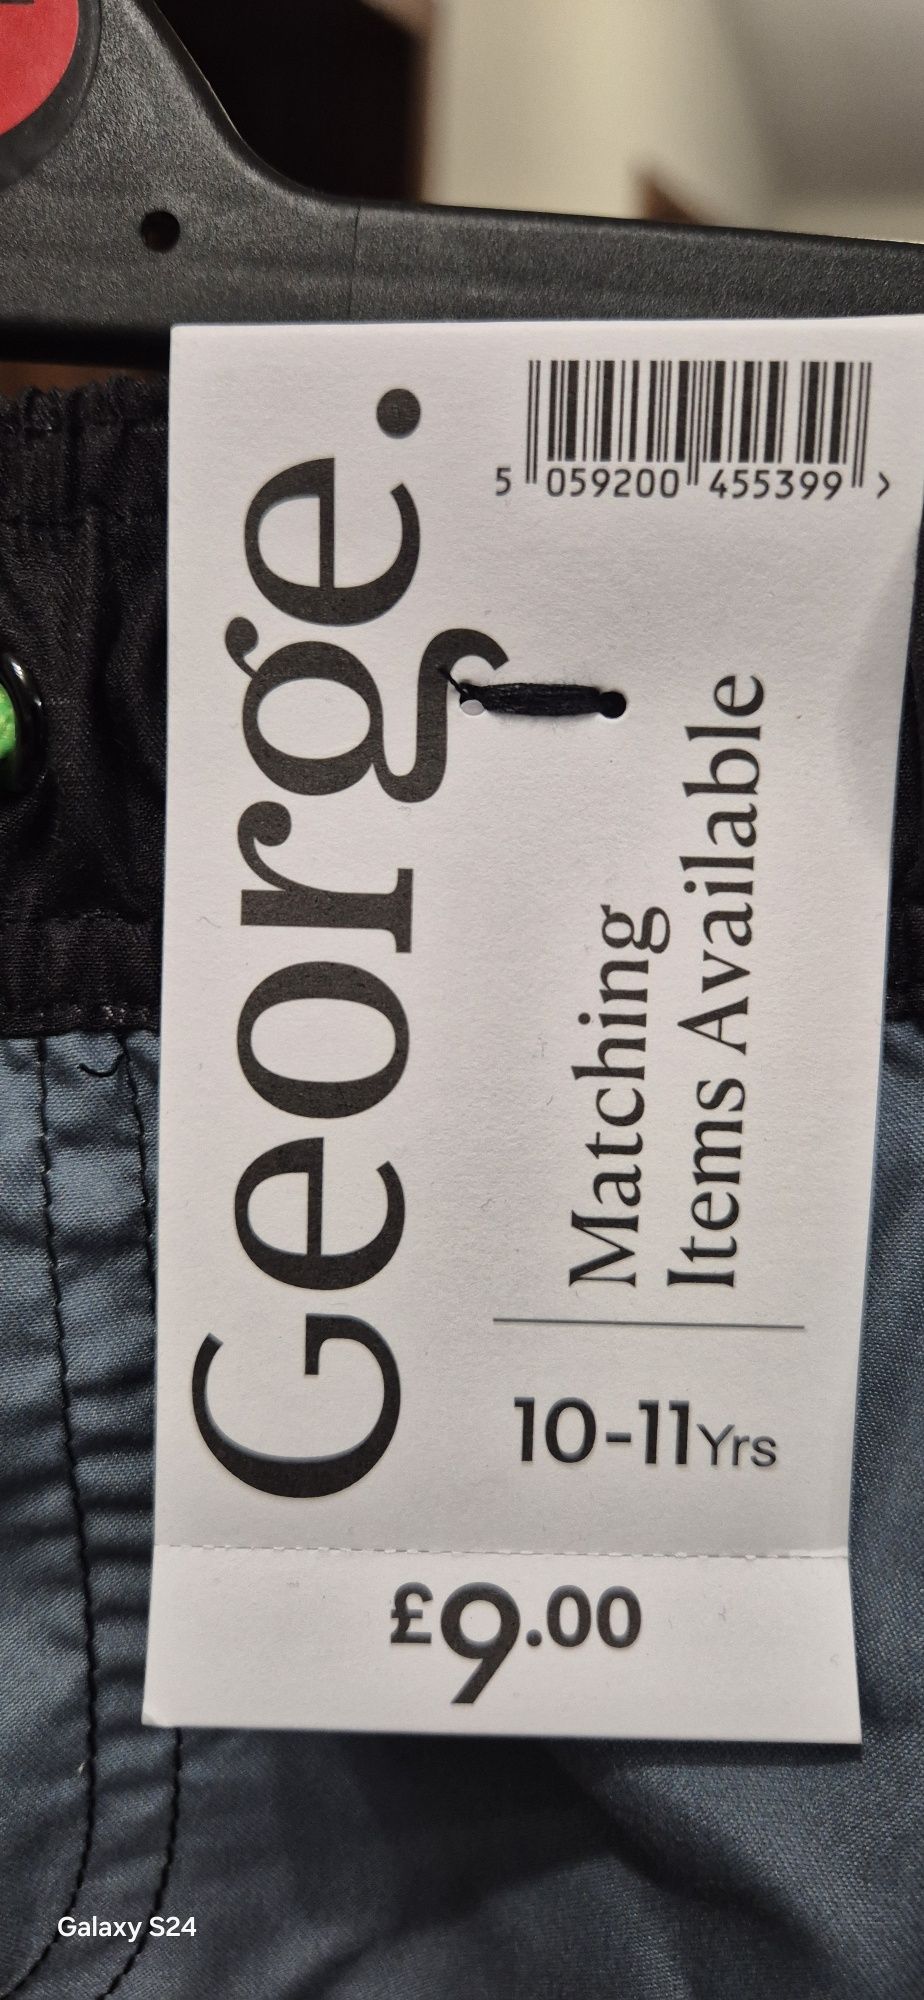 George.
5 059200 455399 >
Matching
Items Available
10-11Yrs
£9.00
Galaxy S24